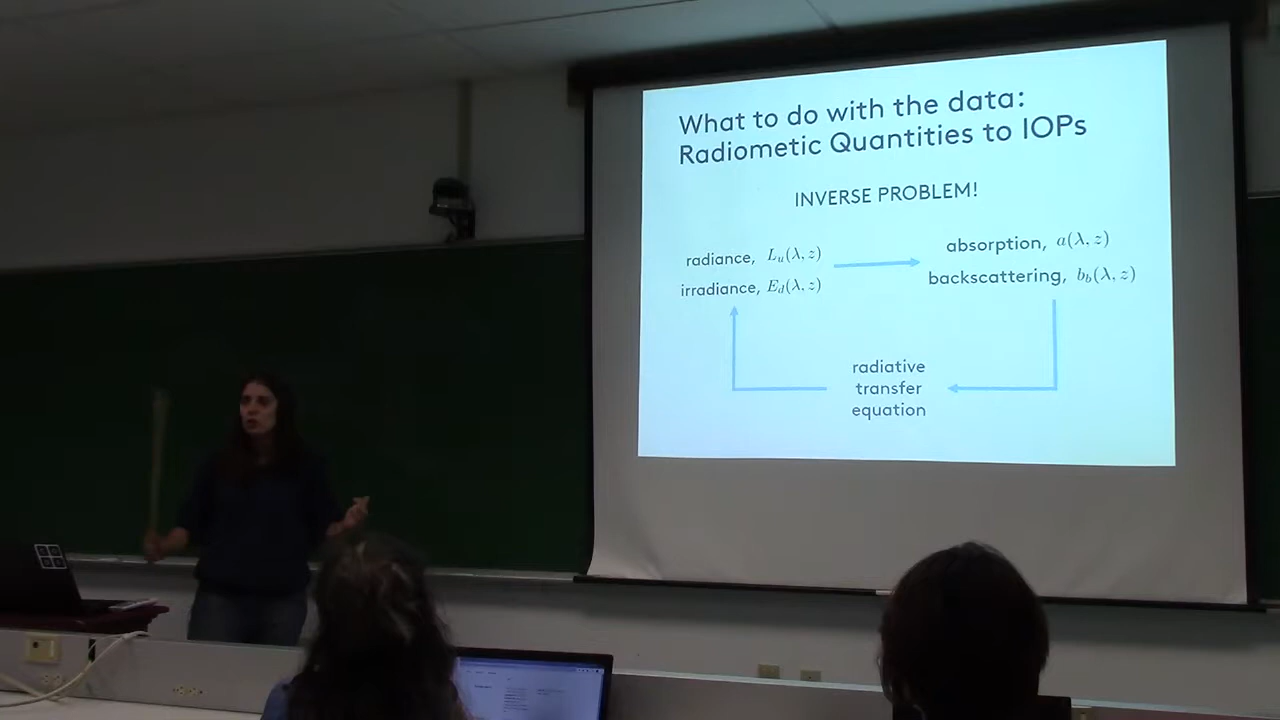 What to do with the data:
Radiometic Quantities to IOPs
INVERSE PROBLEM!
radiance, L_u(λ, z)
irradiance, E_d(λ, z)
absorption, a(λ, z)
backscattering, b_b(λ, z)
radiative
transfer
equation